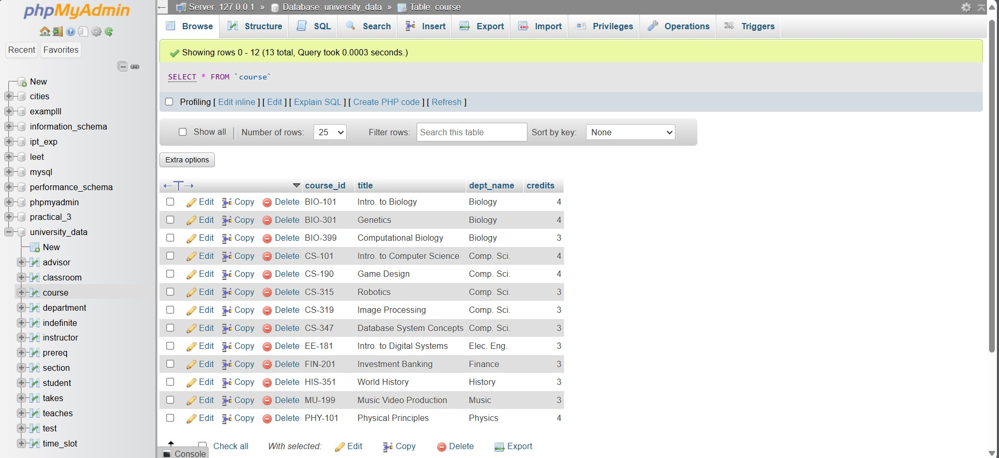 phpMyAdmin
Recent Favorites
New
cities
examplll
information_schema
ipt_exp
leet
mysql
performance_schema
phpmyadmin
practical_3
university_data
New
advisor
classroom
course
department
indefinite
instructor
prereq
section
student
takes
teaches
test
time_slot
Server: 127.0.0.1 » Database: university_data » Table: course
Browse Structure SQL Search Insert Export Import Privileges Operations Triggers
Showing rows 0 - 12 (13 total, Query took 0.0003 seconds.)
SELECT * FROM `course`
Profiling [ Edit inline ] [ Edit ] [ Explain SQL ] [ Create PHP code ] [ Refresh ]
Show all | Number of rows: 25 Filter rows: Search this table Sort by key: None
Extra options
course_id title dept_name credits
Edit Copy Delete BIO-101 Intro. to Biology Biology 4
Edit Copy Delete BIO-301 Genetics Biology 4
Edit Copy Delete BIO-399 Computational Biology Biology 3
Edit Copy Delete CS-101 Intro. to Computer Science Comp. Sci. 4
Edit Copy Delete CS-190 Game Design Comp. Sci. 4
Edit Copy Delete CS-315 Robotics Comp. Sci. 3
Edit Copy Delete CS-319 Image Processing Comp. Sci. 3
Edit Copy Delete CS-347 Database System Concepts Comp. Sci. 3
Edit Copy Delete EE-181 Intro. to Digital Systems Elec. Eng. 3
Edit Copy Delete FIN-201 Investment Banking Finance 3
Edit Copy Delete HIS-351 World History History 3
Edit Copy Delete MU-199 Music Video Production Music 3
Edit Copy Delete PHY-101 Physical Principles Physics 4
Check all With selected: Edit Copy Delete Export
Console